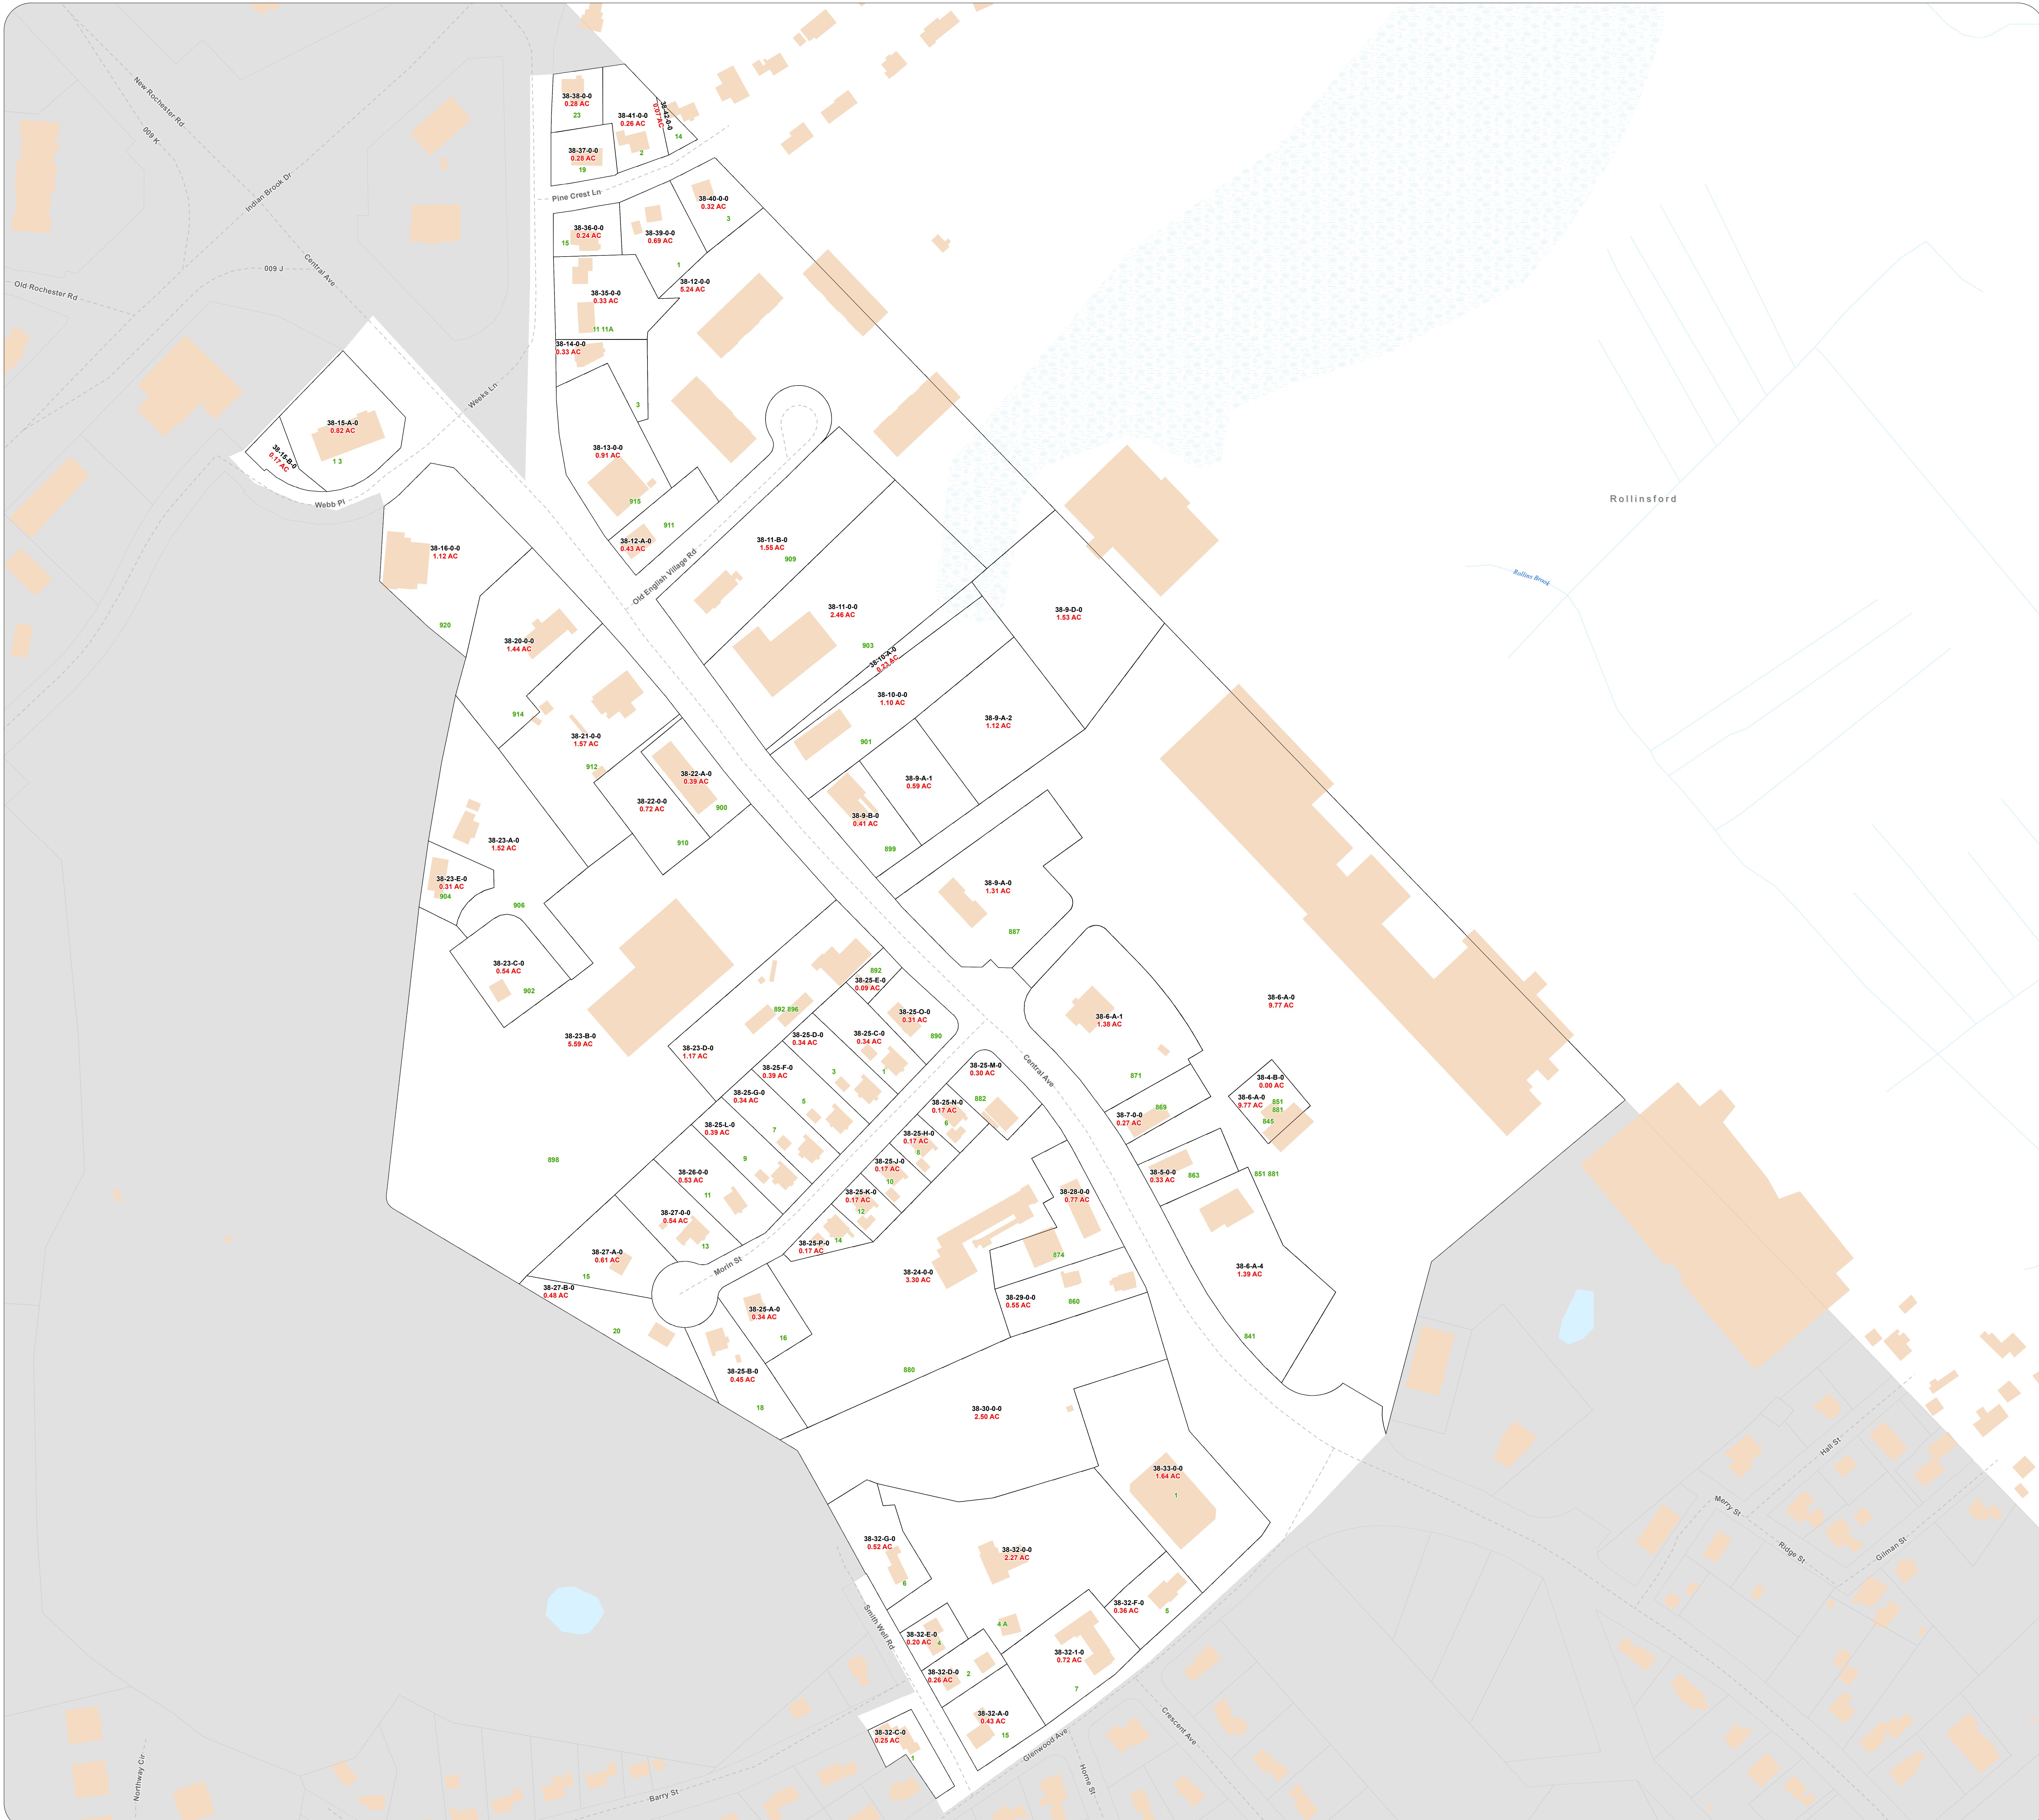 New Rochester Rd
009 K
Indian Brook Dr
Central Ave
009 J
Old Rochester Rd
Weeks Ln
Webb Pl
Pine Crest Ln
38-38-0-0
0.28 AC
23
38-41-0-0
0.26 AC
2
38-42-0-0
0.07 AC
14
38-37-0-0
0.28 AC
19
38-40-0-0
0.32 AC
3
38-36-0-0
0.24 AC
15
38-39-0-0
0.69 AC
1
38-12-0-0
5.24 AC
38-35-0-0
0.33 AC
11 11A
38-14-0-0
0.33 AC
3
38-15-A-0
0.82 AC
1 3
38-15-B-0
0.17 AC
38-13-0-0
0.91 AC
915
911
38-12-A-0
0.43 AC
Old English Village Rd
38-11-B-0
1.55 AC
909
Rollinsford
Rollins Brook
38-16-0-0
1.12 AC
920
38-11-0-0
2.46 AC
903
38-9-D-0
1.53 AC
38-20-0-0
1.44 AC
914
38-10-A-0
0.23 AC
38-10-0-0
1.10 AC
901
38-9-A-2
1.12 AC
38-21-0-0
1.57 AC
912
38-22-A-0
0.39 AC
900
38-22-0-0
0.72 AC
910
38-9-A-1
0.59 AC
38-9-B-0
0.41 AC
899
38-23-A-0
1.52 AC
906
38-23-E-0
0.31 AC
904
38-9-A-0
1.31 AC
887
38-23-C-0
0.54 AC
902
892
38-25-E-0
0.09 AC
38-25-O-0
0.31 AC
890
892 896
38-6-A-0
9.77 AC
38-6-A-1
1.38 AC
871
38-23-B-0
5.59 AC
898
38-23-D-0
1.17 AC
38-25-D-0
0.34 AC
3
38-25-C-0
0.34 AC
1
Central Ave
38-25-F-0
0.39 AC
5
38-25-M-0
0.30 AC
882
38-25-G-0
0.34 AC
7
38-25-N-0
0.17 AC
6
38-4-B-0
0.00 AC
38-6-A-0
9.77 AC
851
881
845
38-7-0-0
0.27 AC
869
38-25-L-0
0.39 AC
9
38-25-H-0
0.17 AC
8
38-26-0-0
0.53 AC
11
38-25-J-0
0.17 AC
10
38-5-0-0
0.33 AC
863
851 881
38-25-K-0
0.17 AC
12
38-28-0-0
0.77 AC
874
38-27-0-0
0.54 AC
13
38-25-P-0
0.17 AC
14
38-27-A-0
0.61 AC
15
Morin St
38-24-0-0
3.30 AC
880
38-6-A-4
1.39 AC
841
38-27-B-0
0.48 AC
20
38-29-0-0
0.55 AC
860
38-25-A-0
0.34 AC
16
38-25-B-0
0.45 AC
18
38-30-0-0
2.50 AC
38-33-0-0
1.64 AC
1
Hall St
Merry St
Ridge St
Gilman St
38-32-G-0
0.52 AC
6
38-32-0-0
2.27 AC
4 A
38-32-F-0
0.36 AC
5
Smith Well Rd
38-32-E-0
0.20 AC
4
38-32-1-0
0.72 AC
7
38-32-D-0
0.26 AC
2
38-32-A-0
0.43 AC
15
38-32-C-0
0.25 AC
1
Crescent Ave
Glenwood Ave
Horne St
Barry St
Northway Cir